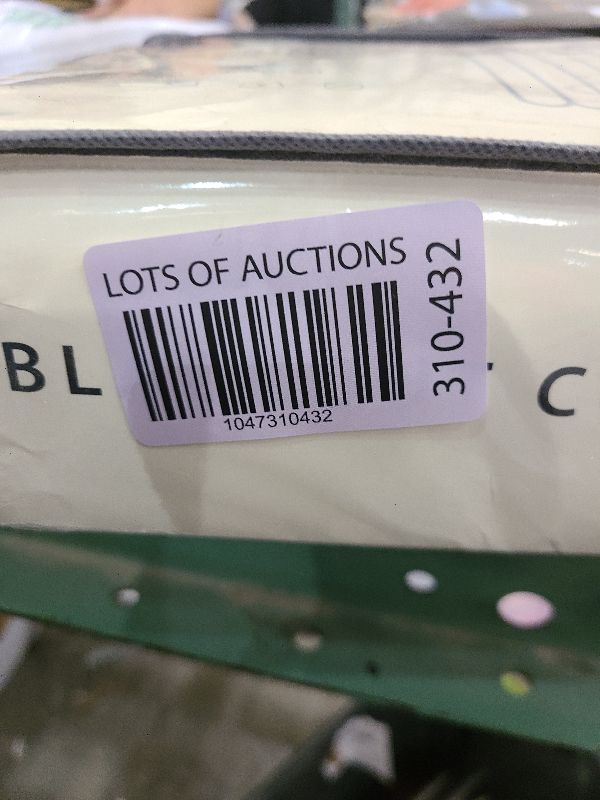 LOTS OF AUCTIONS
310-432
1047310432
BL
C